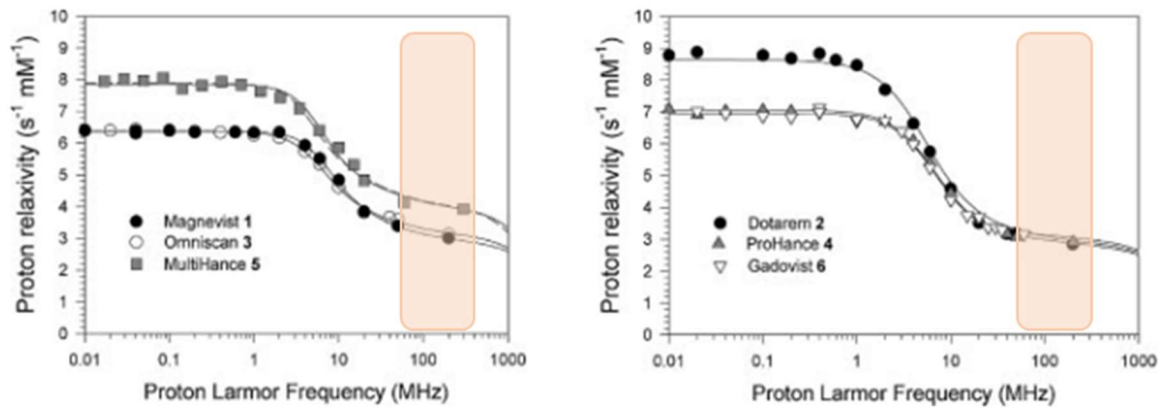 Proton relaxivity (s⁻¹ mM⁻¹)
10
9
8
7
6
5
4
3
2
1
0
Magnevist 1
Omniscan 3
MultiHance 5
0.01 0.1 1 10 100 1000
Proton Larmor Frequency (MHz)
Proton relaxivity (s⁻¹ mM⁻¹)
10
9
8
7
6
5
4
3
2
1
0
Dotarem 2
ProHance 4
Gadovist 6
0.01 0.1 1 10 100 1000
Proton Larmor Frequency (MHz)